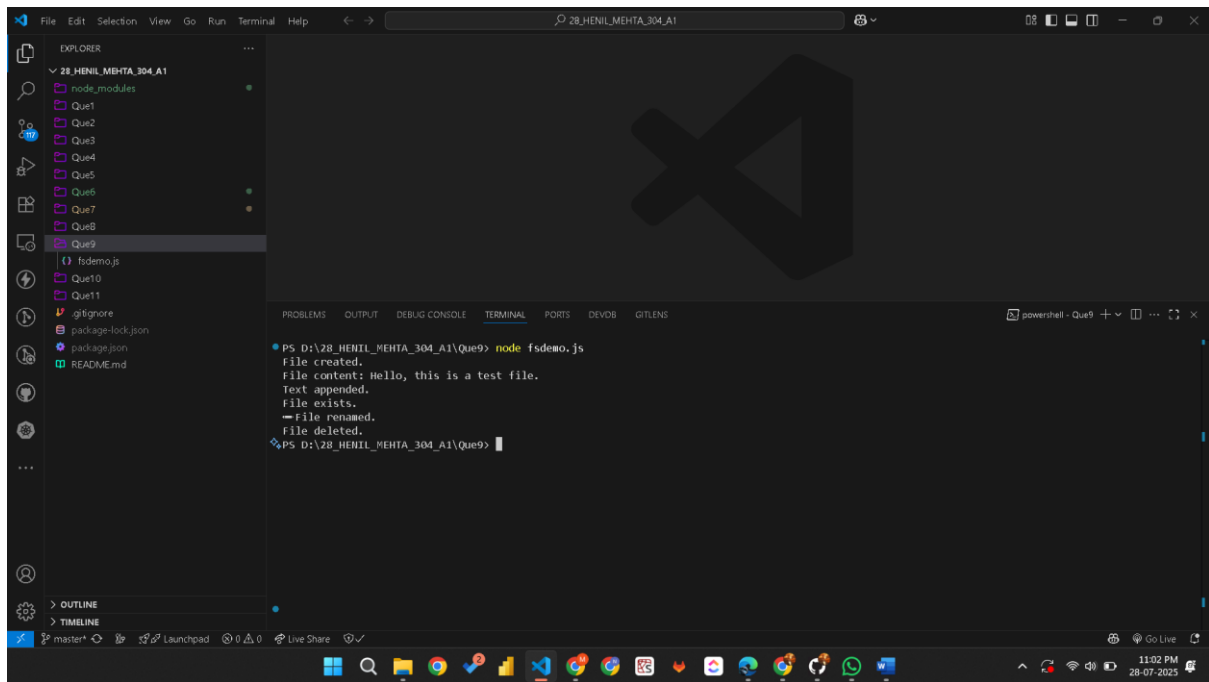 File Edit Selection View Go Run Terminal Help
28_HENIL_MEHTA_304_A1
EXPLORER
28_HENIL_MEHTA_304_A1
node_modules
Que1
Que2
Que3
Que4
Que5
Que6
Que7
Que8
Que9
fsdemo.js
Que10
Que11
.gitignore
package-lock.json
package.json
README.md
OUTLINE
TIMELINE
117
PROBLEMS OUTPUT DEBUG CONSOLE TERMINAL PORTS DEVDB GITLENS
powershell - Que9
PS D:\28_HENIL_MEHTA_304_A1\Que9> node fsdemo.js
File created.
File content: Hello, this is a test file.
Text appended.
File exists.
File renamed.
File deleted.
PS D:\28_HENIL_MEHTA_304_A1\Que9>
master* Launchpad 0 0 Live Share
Go Live
2
11:02 PM
28-07-2025